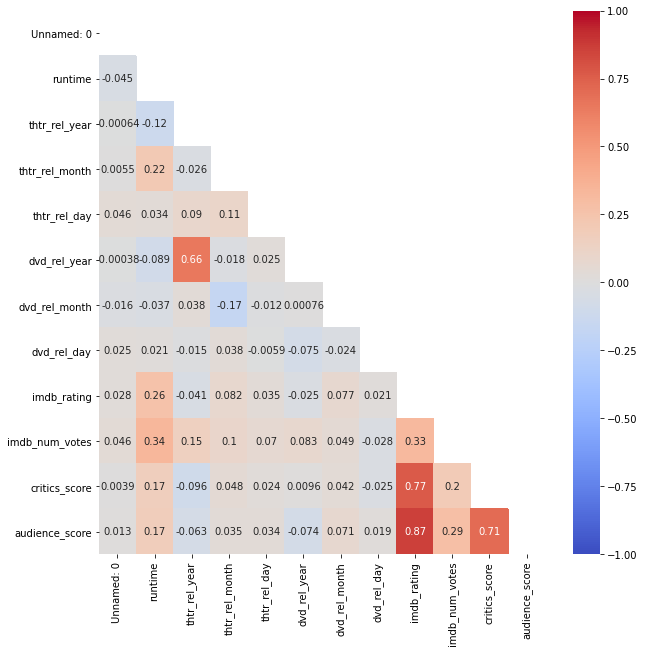 Unnamed: 0
runtime -0.045
thtr_rel_year -0.00064 -0.12
thtr_rel_month 0.0055 0.22 -0.026
thtr_rel_day 0.046 0.034 0.09 0.11
dvd_rel_year -0.00038 -0.089 0.66 -0.018 0.025
dvd_rel_month -0.016 -0.037 0.038 -0.17 -0.012 0.00076
dvd_rel_day 0.025 0.021 -0.015 0.038 -0.0059 -0.075 -0.024
imdb_rating 0.028 0.26 -0.041 0.082 0.035 -0.025 0.077 0.021
imdb_num_votes 0.046 0.34 0.15 0.1 0.07 0.083 0.049 -0.028 0.33
critics_score 0.0039 0.17 -0.096 0.048 0.024 0.0096 0.042 -0.025 0.77 0.2
audience_score 0.013 0.17 -0.063 0.035 0.034 -0.074 0.071 0.019 0.87 0.29 0.71
Unnamed: 0
runtime
thtr_rel_year
thtr_rel_month
thtr_rel_day
dvd_rel_year
dvd_rel_month
dvd_rel_day
imdb_rating
imdb_num_votes
critics_score
audience_score
1.00
0.75
0.50
0.25
0.00
-0.25
-0.50
-0.75
-1.00